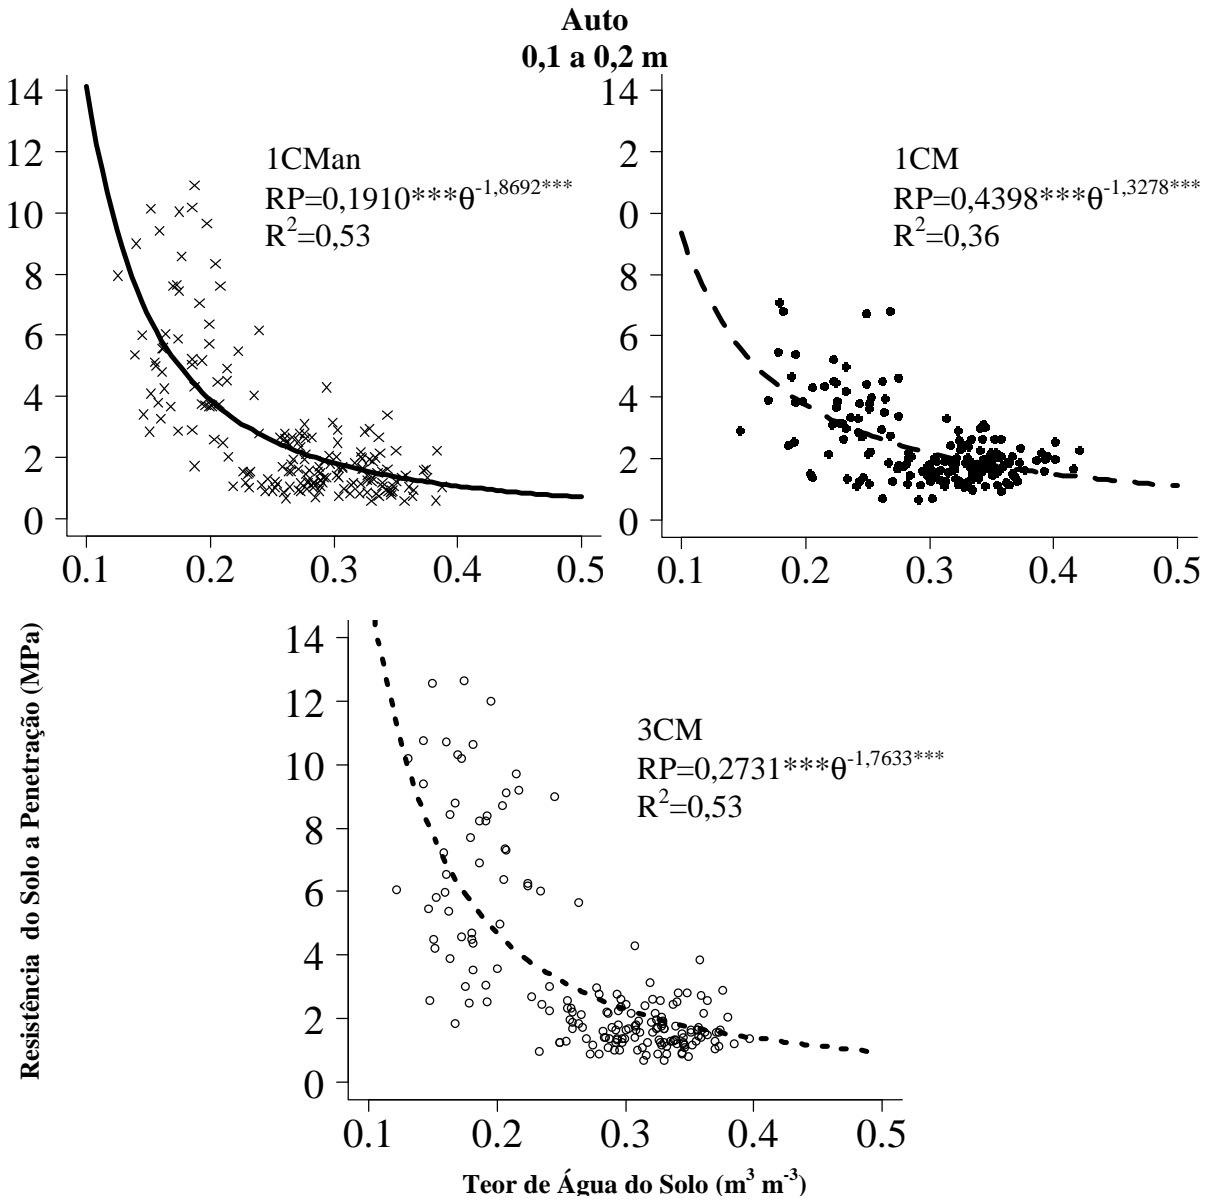 Auto
0,1 a 0,2 m
14
12
10
8
6
4
2
0
1CMan
RP=0,1910***θ^-1,8692***
R²=0,53
0.1 0.2 0.3 0.4 0.5
14
2
0
8
6
4
2
0
1CM
RP=0,4398***θ^-1,3278***
R²=0,36
0.1 0.2 0.3 0.4 0.5
Resistência do Solo a Penetração (MPa)
14
12
10
8
6
4
2
0
3CM
RP=0,2731***θ^-1,7633***
R²=0,53
0.1 0.2 0.3 0.4 0.5
Teor de Água do Solo (m³ m⁻³)